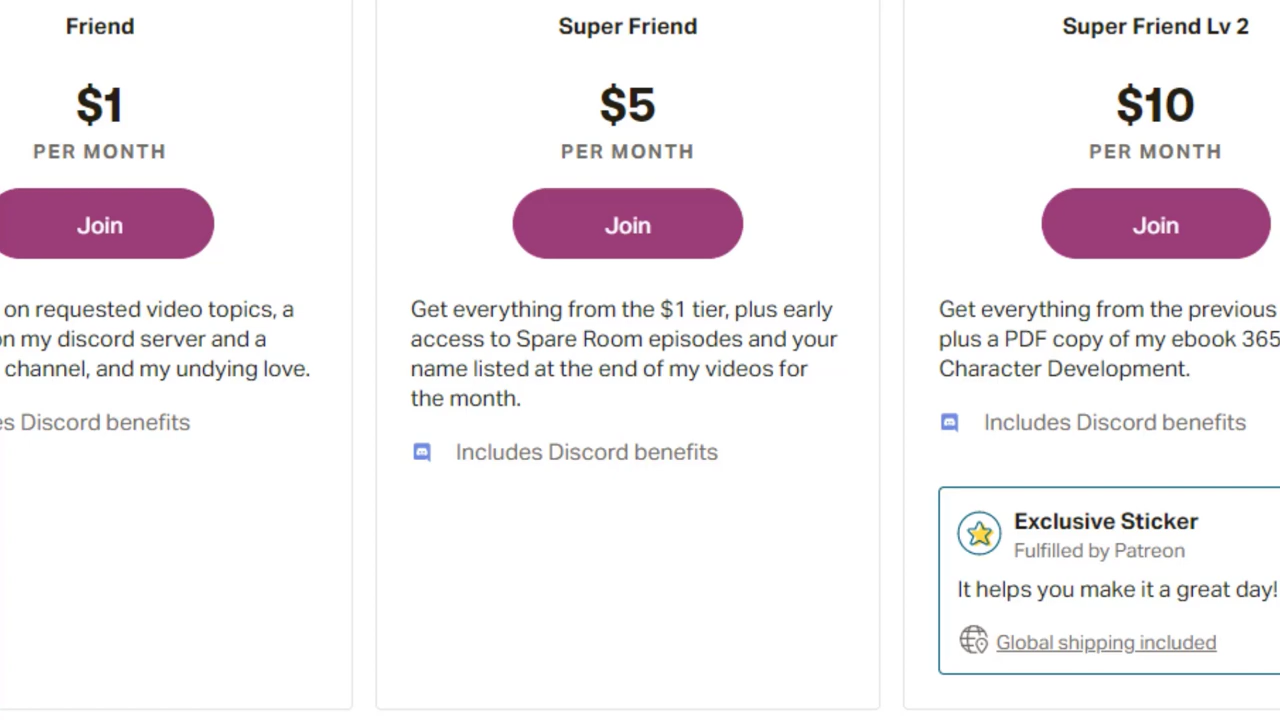 Friend
$1
PER MONTH
Join
on requested video topics, a
on my discord server and a
channel, and my undying love.
Discord benefits
Super Friend
$5
PER MONTH
Join
Get everything from the $1 tier, plus early
access to Spare Room episodes and your
name listed at the end of my videos for
the month.
Includes Discord benefits
Super Friend Lv 2
$10
PER MONTH
Join
Get everything from the previous
plus a PDF copy of my ebook 365
Character Development.
Includes Discord benefits
Exclusive Sticker
Fulfilled by Patreon
It helps you make it a great day!
Global shipping included